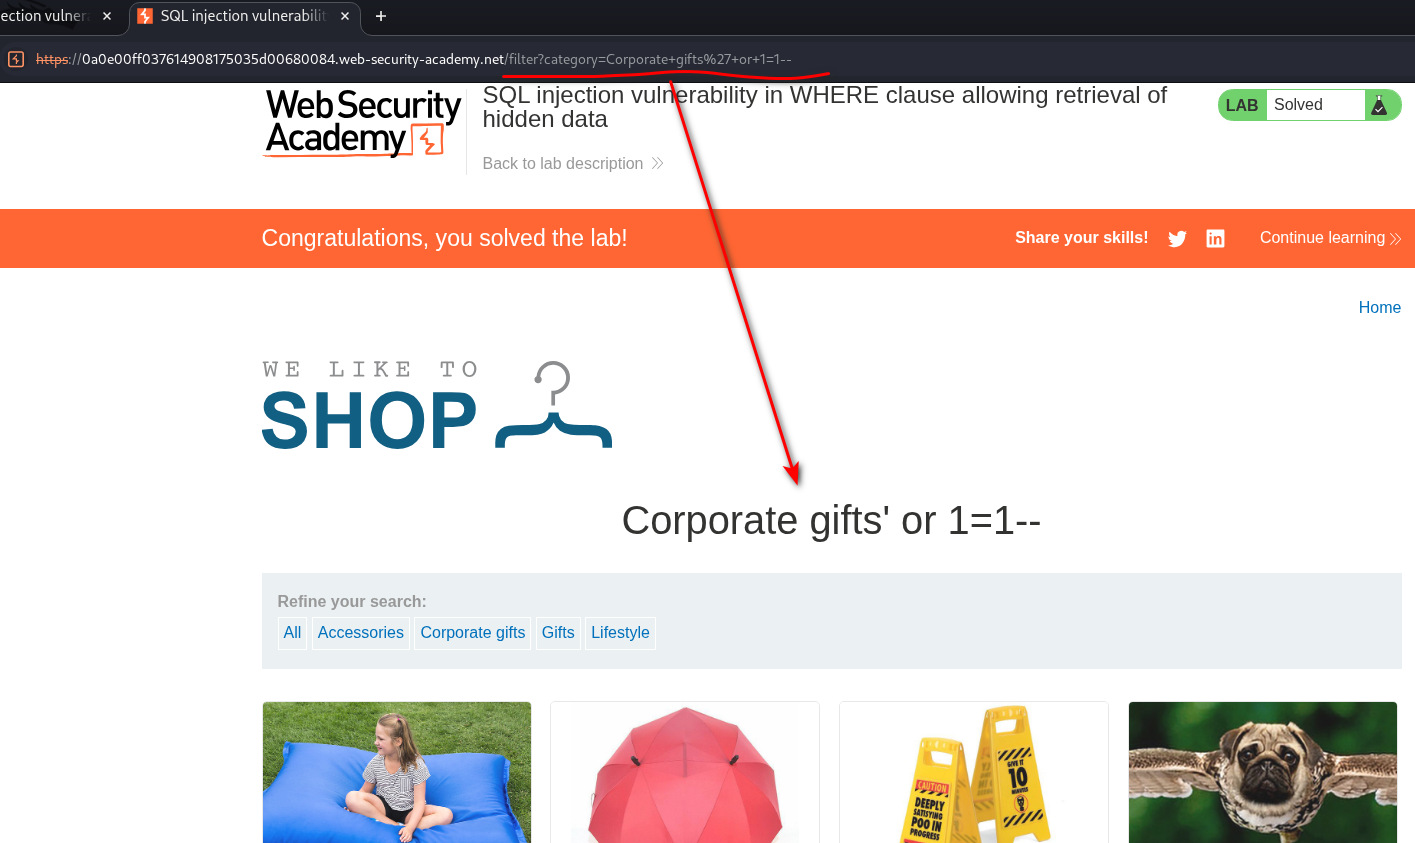 ection vulnera
SQL injection vulnerabilit
https://0a0e00ff037614908175035d00680084.web-security-academy.net/filter?category=Corporate+gifts%27+or+1=1--
Web Security
Academy
SQL injection vulnerability in WHERE clause allowing retrieval of
hidden data
Back to lab description
LAB Solved
Congratulations, you solved the lab!
Share your skills!
Continue learning
Home
WE LIKE TO
SHOP
Corporate gifts' or 1=1--
Refine your search:
All Accessories Corporate gifts Gifts Lifestyle
CAUTION
DEEPLY
SATISFYING
POO IN
PROGRESS
GIVE IT
10
MINUTES